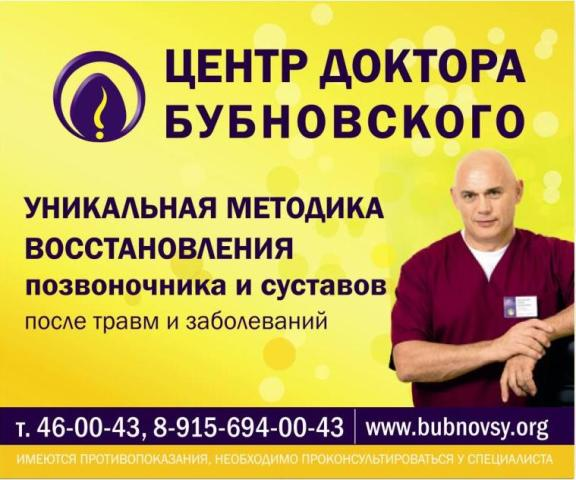 ЦЕНТР ДОКТОРА
БУБНОВСКОГО
УНИКАЛЬНАЯ МЕТОДИКА
ВОССТАНОВЛЕНИЯ
позвоночника и суставов
после травм и заболеваний
т. 46-00-43, 8-915-694-00-43 www.bubnovsy.org
ИМЕЮТСЯ ПРОТИВОПОКАЗАНИЯ, НЕОБХОДИМО ПРОКОНСУЛЬТИРОВАТЬСЯ У СПЕЦИАЛИСТА